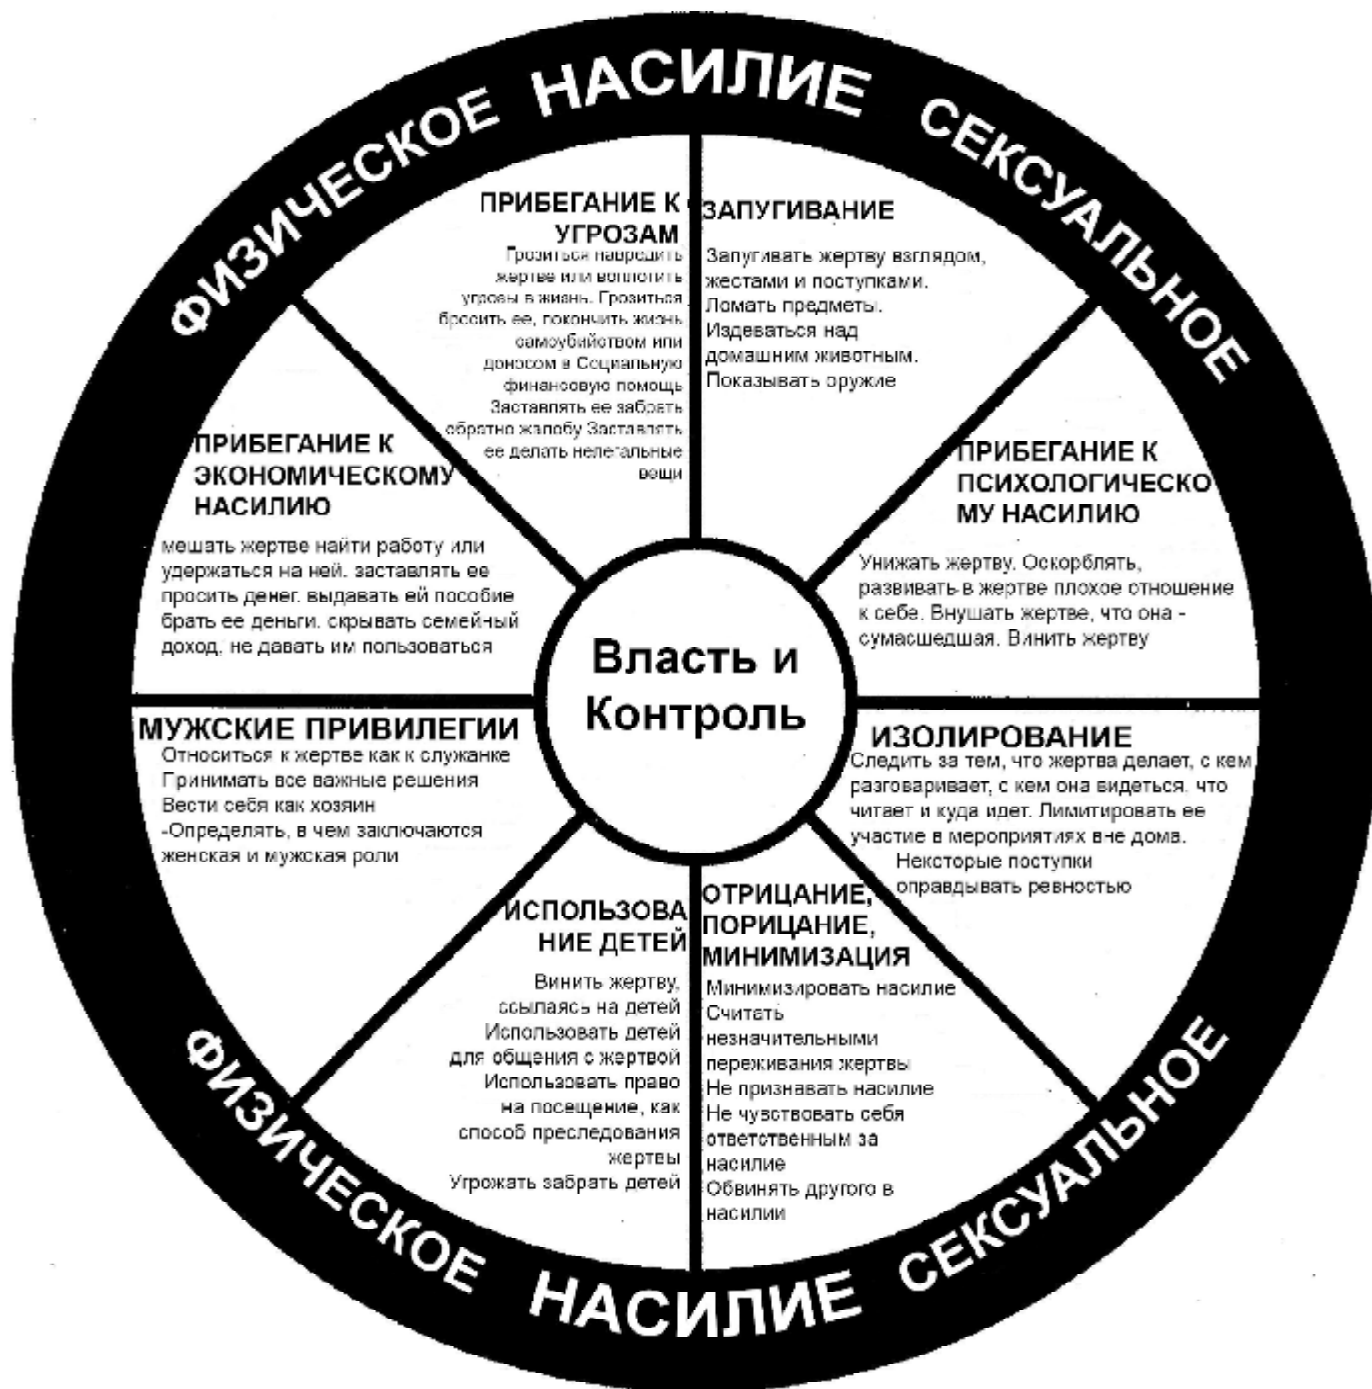 ФИЗИЧЕСКОЕ НАСИЛИЕ СЕКСУАЛЬНОЕ
ПРИБЕГАНИЕ К
УГРОЗАМ
Грозиться навредить
жертве или воплотить
угрозы в жизнь. Грозиться
бросить ее, покончить жизнь
самоубийством или
доносом в Социальную
финансовую помощь
Заставлять ее забрать
обратно жалобу Заставлять
ее делать нелегальные
вещи
ЗАПУГИВАНИЕ
Запугивать жертву взглядом,
жестами и поступками.
Ломать предметы.
Издеваться над
домашним животным.
Показывать оружие
ПРИБЕГАНИЕ К
ЭКОНОМИЧЕСКОМУ
НАСИЛИЮ
мешать жертве найти работу или
удержаться на ней. заставлять ее
просить денег. выдавать ей пособие
брать ее деньги. скрывать семейный
доход, не давать им пользоваться
ПРИБЕГАНИЕ К
ПСИХОЛОГИЧЕСКО
МУ НАСИЛИЮ
Унижать жертву. Оскорблять,
развивать в жертве плохое отношение
к себе. Внушать жертве, что она -
сумасшедшая. Винить жертву
Власть и
Контроль
МУЖСКИЕ ПРИВИЛЕГИИ
Относиться к жертве как к служанке
Принимать все важные решения
Вести себя как хозяин
-Определять, в чем заключаются
женская и мужская роли
ИЗОЛИРОВАНИЕ
Следить за тем, что жертва делает, с кем
разговаривает, с кем она видеться. что
читает и куда идет. Лимитировать ее
участие в мероприятиях вне дома.
Некоторые поступки
оправдывать ревностью
ИСПОЛЬЗОВА
НИЕ ДЕТЕЙ
Винить жертву,
ссылаясь на детей
Использовать детей
для общения с жертвой
Использовать право
на посещение, как
способ преследования
жертвы
Угрожать забрать детей
ОТРИЦАНИЕ,
ПОРИЦАНИЕ,
МИНИМИЗАЦИЯ
Минимизировать насилие
Считать
незначительными
переживания жертвы
Не признавать насилие
Не чувствовать себя
ответственным за
насилие
Обвинять другого в
насилии
ФИЗИЧЕСКОЕ НАСИЛИЕ СЕКСУАЛЬНОЕ